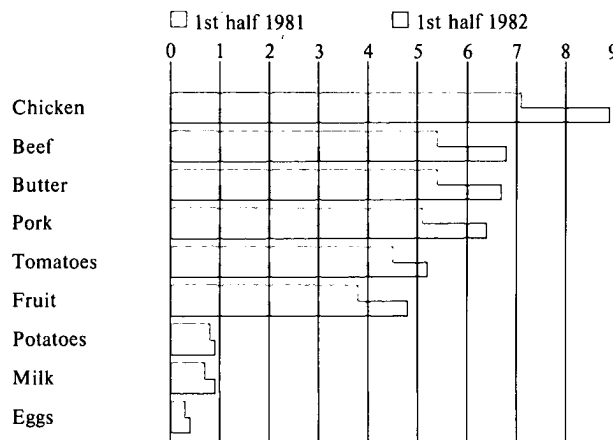 1st half 1981 1st half 1982
0 1 2 3 4 5 6 7 8 9
Chicken
Beef
Butter
Pork
Tomatoes
Fruit
Potatoes
Milk
Eggs